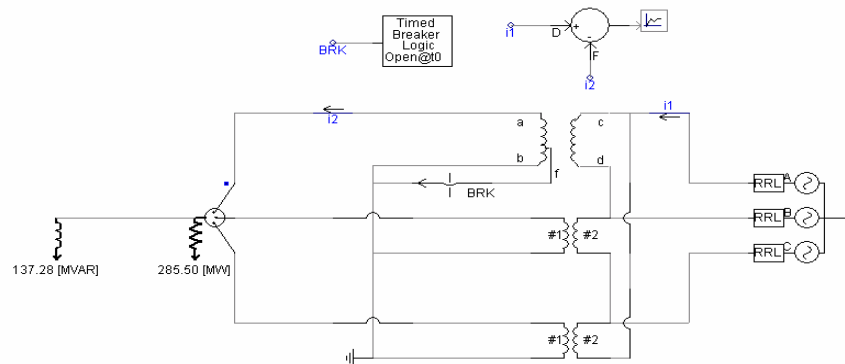 Timed
Breaker
Logic
Open@t0
BRK
i1
D
+
-
F
i2
i2
a
c
i1
b
d
f
BRK
RRL
A
RRL
B
RRL
C
#1
#2
137.28 [MVAR]
285.50 [MW]
#1
#2